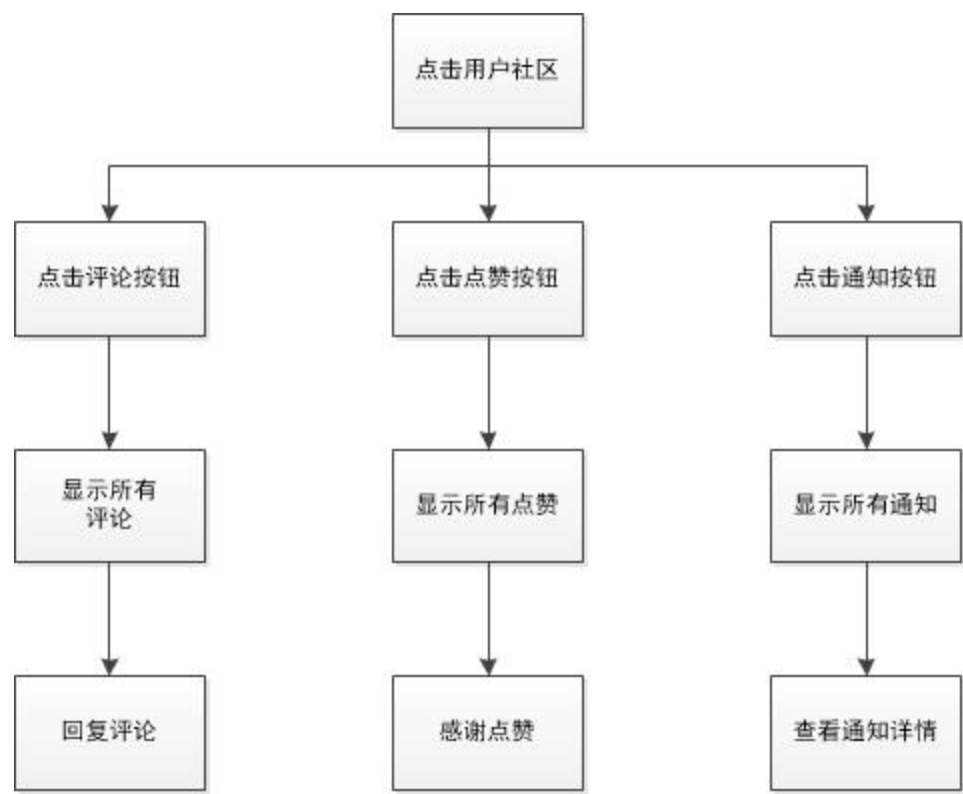 点击用户社区
点击评论按钮
点击点赞按钮
点击通知按钮
显示所有
评论
显示所有点赞
显示所有通知
回复评论
感谢点赞
查看通知详情